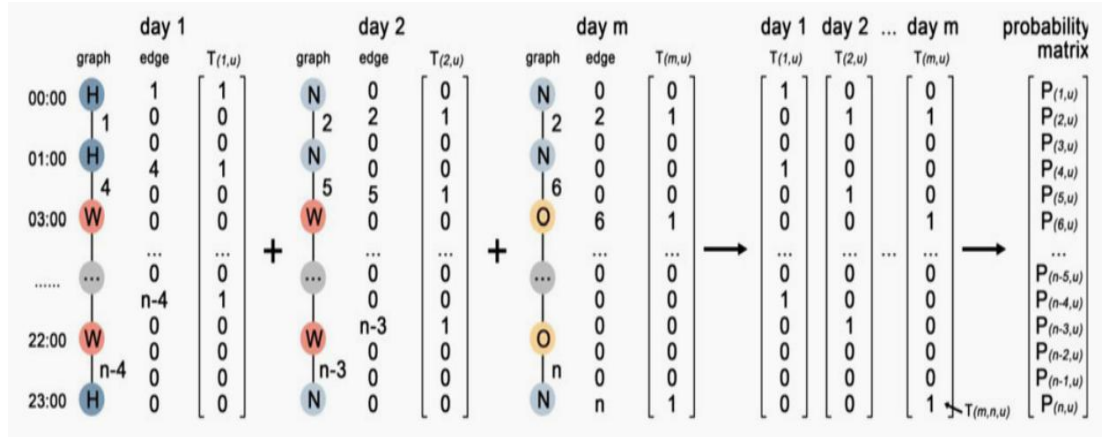 day 1 day 2 day m day 1 day 2 ... day m probability
graph edge T(1,u) graph edge T(2,u) graph edge T(m,u) T(1,u) T(2,u) T(m,u) matrix
00:00 H 1 1 N 0 0 N 0 0 1 0 0 P(1,u)
1 0 0 2 2 1 2 2 1 0 1 1 P(2,u)
0 0 0 0 0 0 0 0 0 P(3,u)
01:00 H 4 1 N 0 0 N 0 0 1 0 0 P(4,u)
4 0 0 5 5 1 6 0 0 0 1 0 P(5,u)
03:00 W 0 0 W 0 0 O 6 1 0 0 1 P(6,u)
... ... + ... ... + ... ... ... ... ... ... ...
...... ... 0 0 ... 0 0 ... 0 0 0 0 0 P(n-5,u)
n-4 1 0 0 0 0 1 0 0 P(n-4,u)
22:00 W 0 0 W n-3 1 O 0 0 0 1 0 P(n-3,u)
0 0 0 0 0 0 0 0 0 P(n-2,u)
n-4 0 0 n-3 0 0 n 0 0 0 0 0 P(n-1,u)
23:00 H 0 0 N 0 0 N n 1 0 0 1 P(n,u)
T(m,n,u)